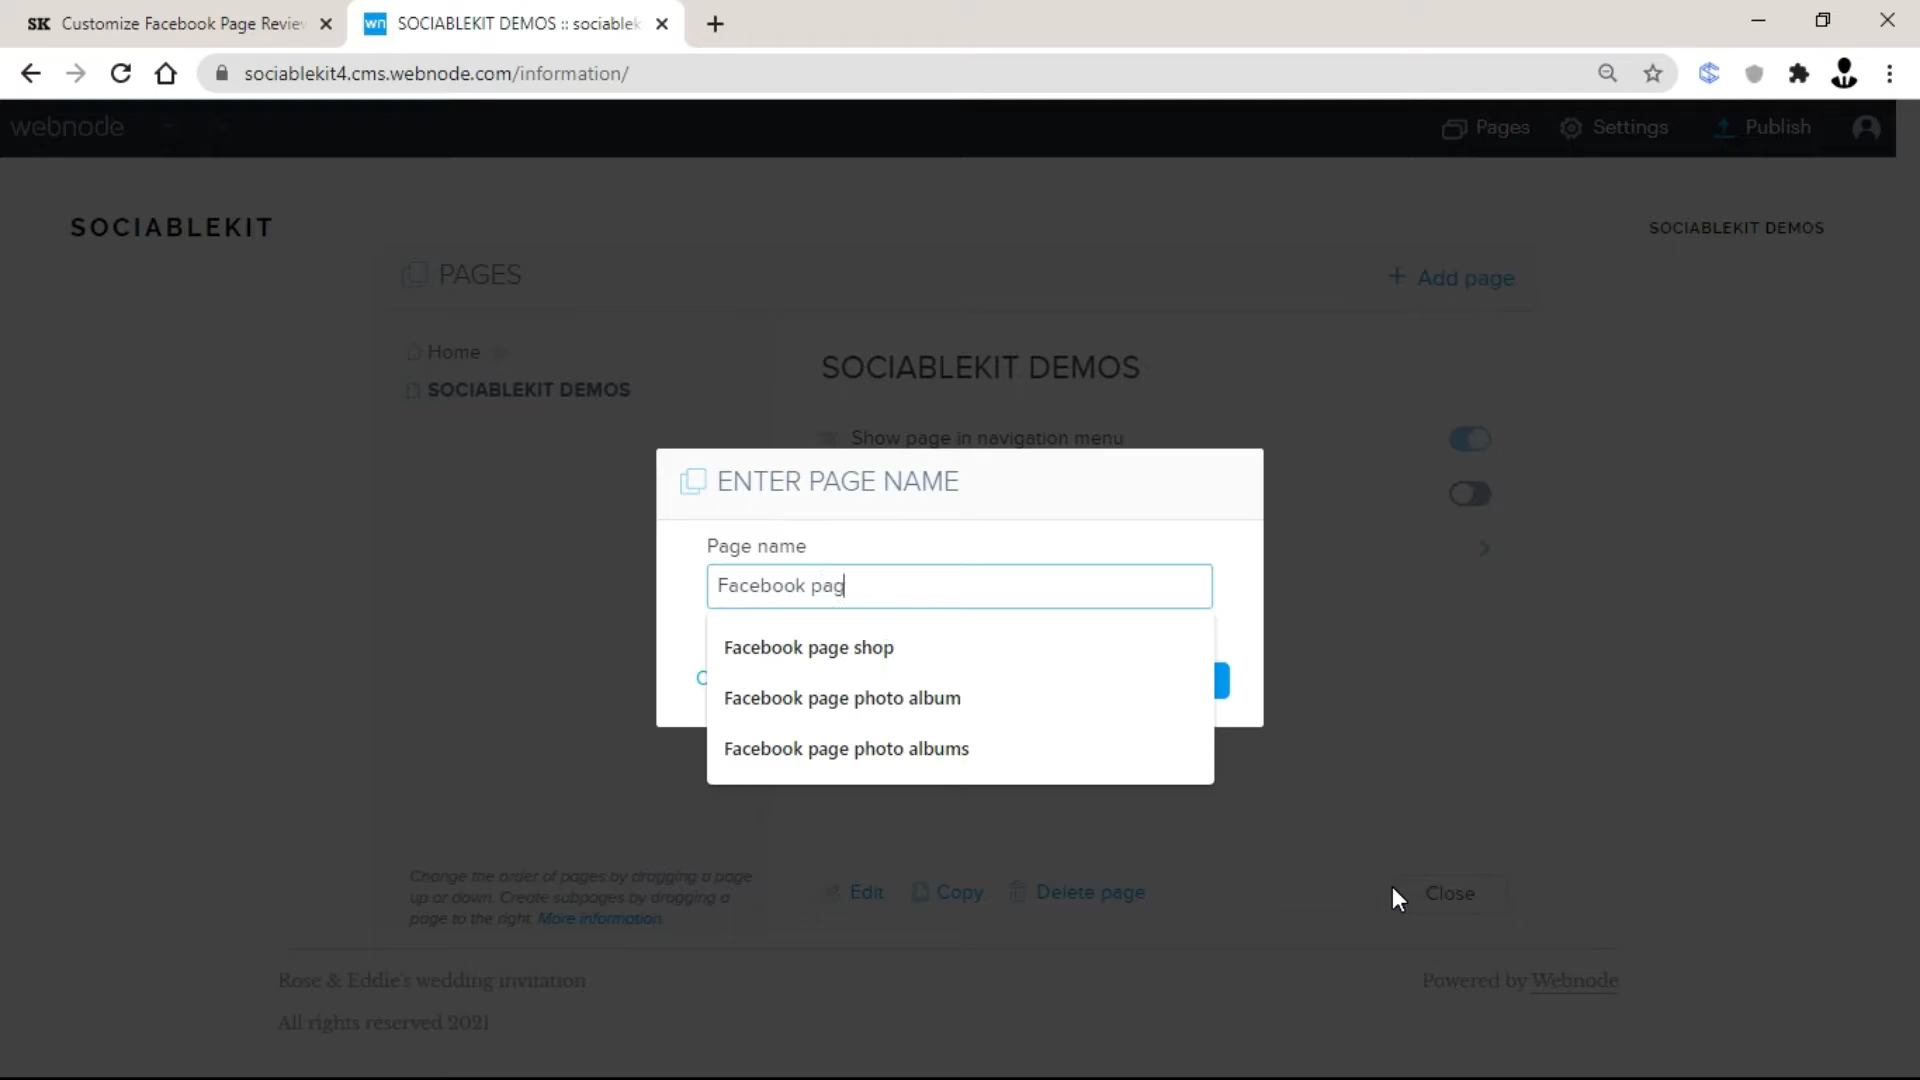 SK Customize Facebook Page Review
wn SOCIABLEKIT DEMOS :: sociablek
sociablekit4.cms.webnode.com/information/
webnode
Pages
Settings
Publish
SOCIABLEKIT
SOCIABLEKIT DEMOS
PAGES
+ Add page
Home
SOCIABLEKIT DEMOS
SOCIABLEKIT DEMOS
Show page in navigation menu
ENTER PAGE NAME
Page name
Facebook pag
Facebook page shop
Facebook page photo album
Facebook page photo albums
Change the order of pages by dragging a page
up or down. Create subpages by dragging a
page to the right. More information.
Edit
Copy
Delete page
Close
Rose & Eddie's wedding invitation
All rights reserved 2021
Powered by Webnode